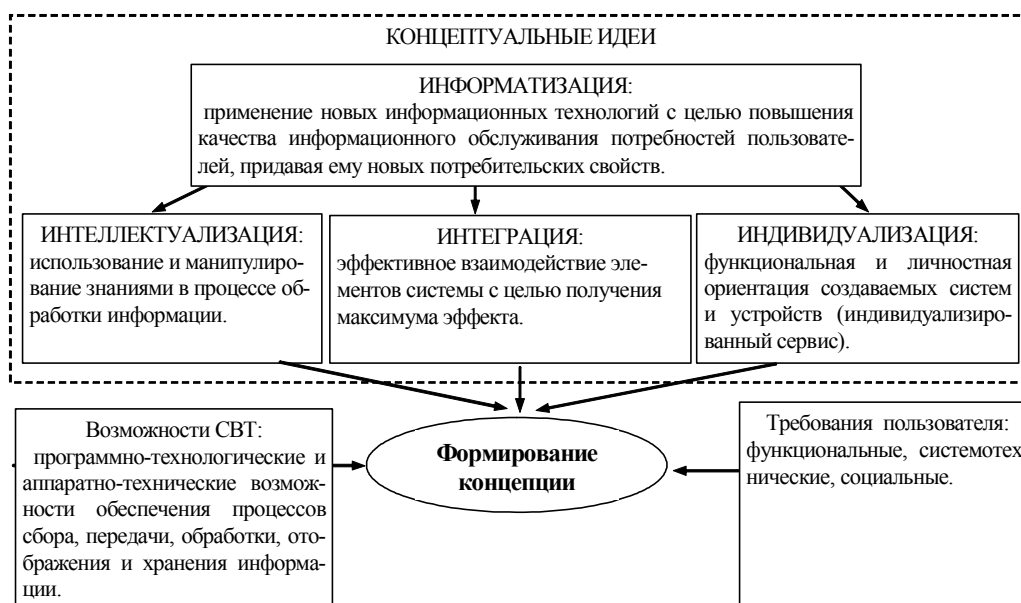 КОНЦЕПТУАЛЬНЫЕ ИДЕИ
ИНФОРМАТИЗАЦИЯ:
применение новых информационных технологий с целью повышения
качества информационного обслуживания потребностей пользовате-
лей, придавая ему новых потребительских свойств.
ИНТЕЛЛЕКТУАЛИЗАЦИЯ:
использование и манипулиро-
вание знаниями в процессе об-
работки информации.
ИНТЕГРАЦИЯ:
эффективное взаимодействие эле-
ментов системы с целью получения
максимума эффекта.
ИНДИВИДУАЛИЗАЦИЯ:
функциональная и личностная
ориентация создаваемых систем
и устройств (индивидуализиро-
ванный сервис).
Возможности СВТ:
программно-технологические и
аппаратно-технические возмож-
ности обеспечения процессов
сбора, передачи, обработки, ото-
бражения и хранения информа-
ции.
Формирование
концепции
Требования пользователя:
функциональные, системотех
нические, социальные.